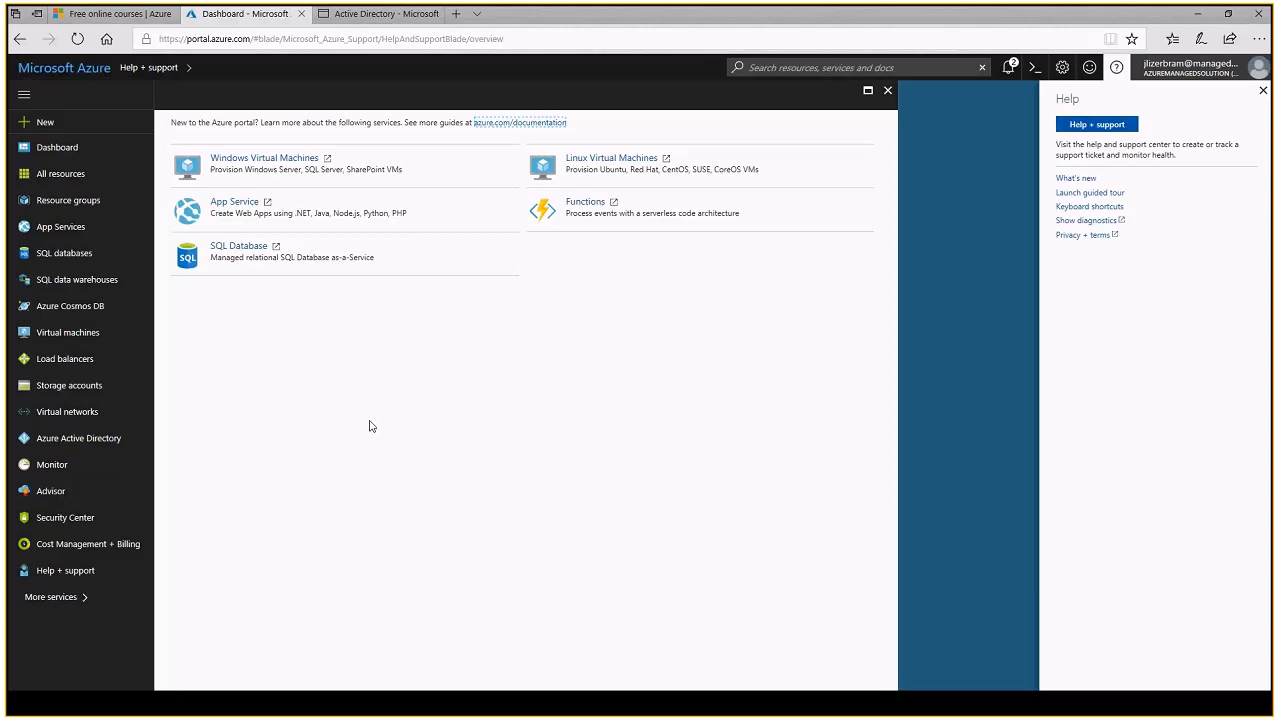 Free online courses | Azure
Dashboard - Microsoft
Active Directory - Microsoft
https://portal.azure.com/#blade/Microsoft_Azure_Support/HelpAndSupportBlade/overview
Microsoft Azure
Help + support
Search resources, services and docs
2
jlizerbram@managed...
AZUREMANAGEDSOLUTION (...
New
Dashboard
All resources
Resource groups
App Services
SQL databases
SQL data warehouses
Azure Cosmos DB
Virtual machines
Load balancers
Storage accounts
Virtual networks
Azure Active Directory
Monitor
Advisor
Security Center
Cost Management + Billing
Help + support
More services
New to the Azure portal? Learn more about the following services. See more guides at azure.com/documentation
Windows Virtual Machines
Provision Windows Server, SQL Server, SharePoint VMs
Linux Virtual Machines
Provision Ubuntu, Red Hat, CentOS, SUSE, CoreOS VMs
App Service
Create Web Apps using .NET, Java, Node.js, Python, PHP
Functions
Process events with a serverless code architecture
SQL
SQL Database
Managed relational SQL Database as-a-Service
Help
Help + support
Visit the help and support center to create or track a
support ticket and monitor health.
What's new
Launch guided tour
Keyboard shortcuts
Show diagnostics
Privacy + terms